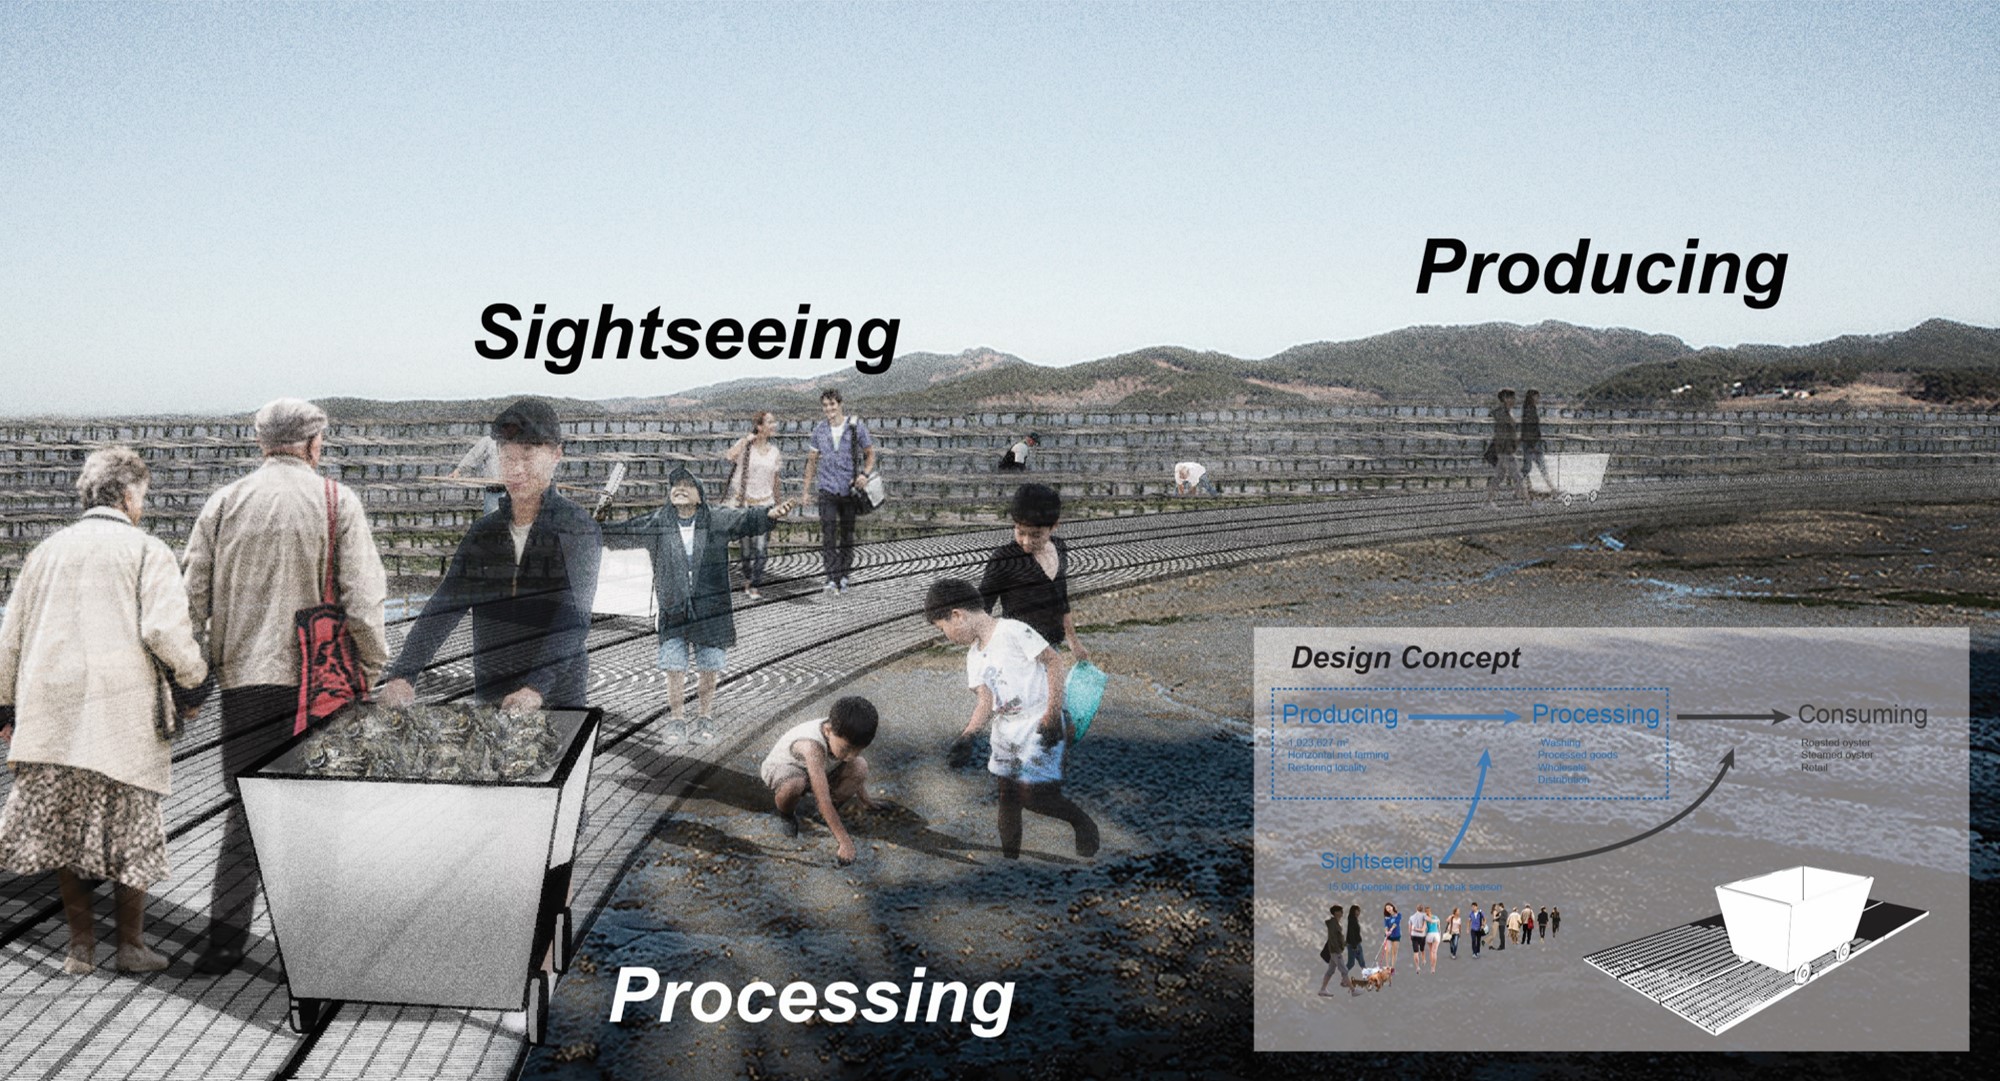 Producing
Sightseeing
Processing
Design Concept
Producing
1,023,627 m²
Horizontal net farming
Restoring locality
Processing
Washing
Processed goods
Wholesale
Distribution
Consuming
Roasted oyster
Steamed oyster
Retail
Sightseeing
15,000 people per day in peak season